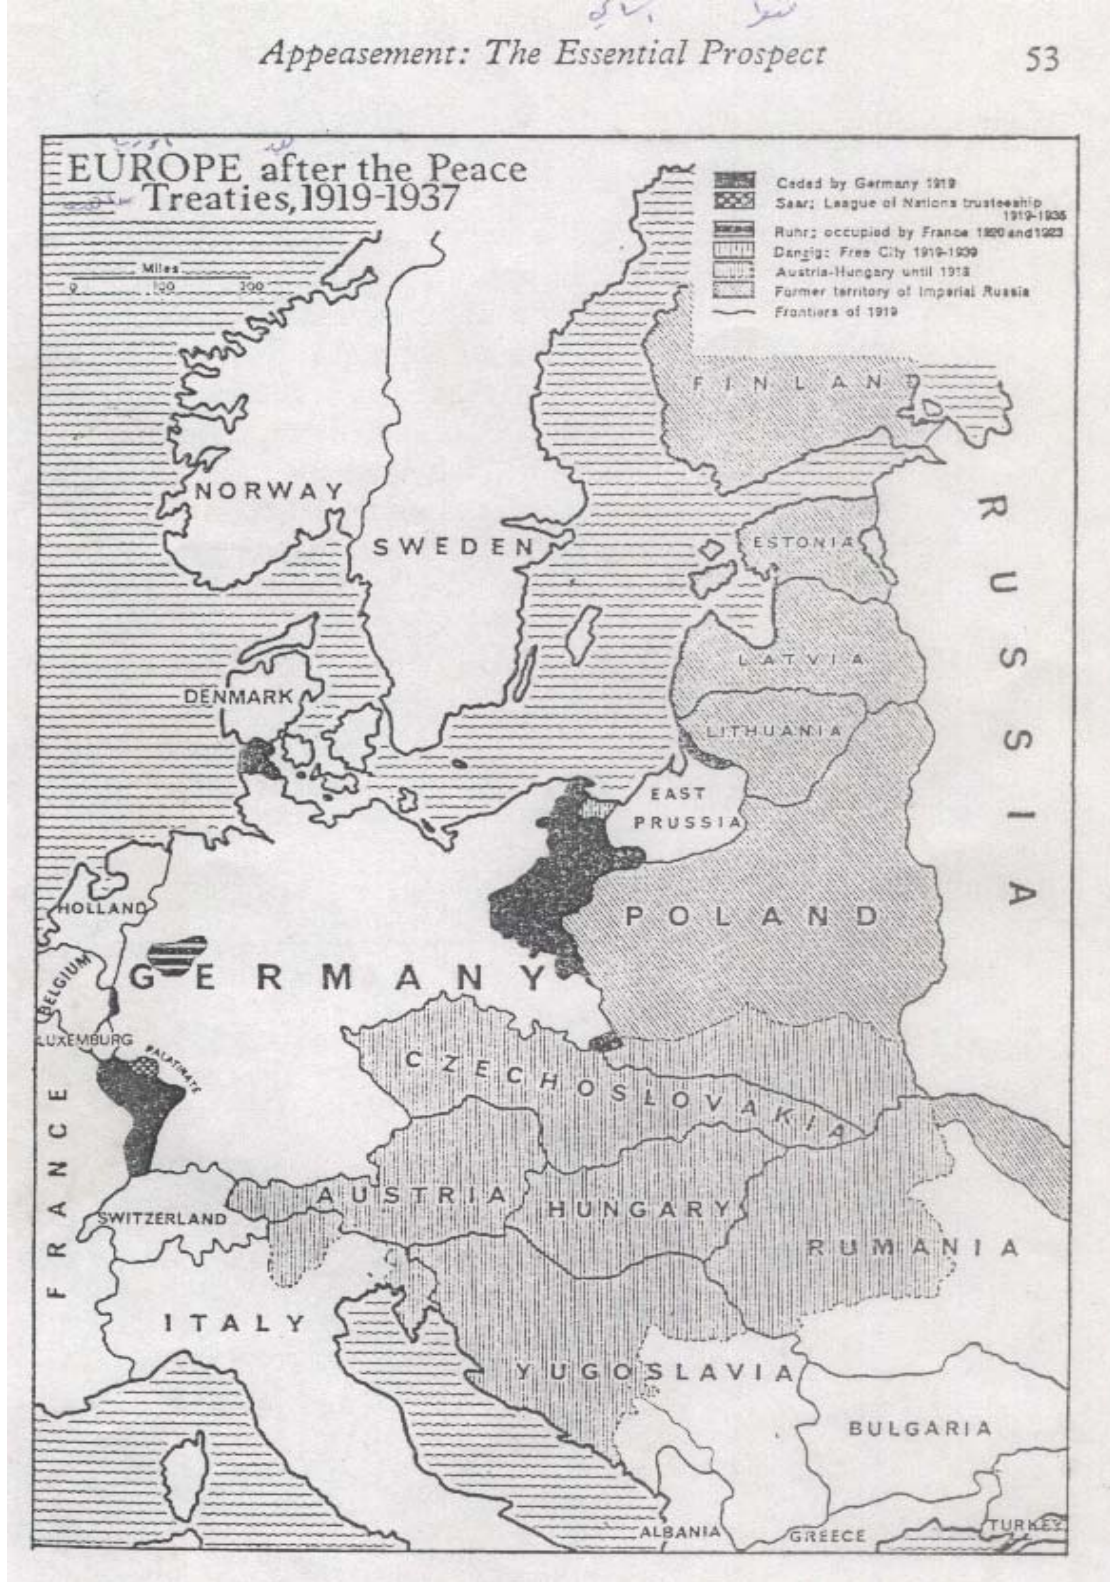 Appeasement: The Essential Prospect 53
EUROPE after the Peace
Treaties, 1919-1937
Miles
0 100 200
Ceded by Germany 1919
Saar; League of Nations trusteeship
1919-1935
Ruhr; occupied by France 1920 and 1923
Danzig: Free City 1919-1939
Austria-Hungary until 1918
Former territory of Imperial Russia
Frontiers of 1919
FINLAND
NORWAY
SWEDEN
ESTONIA
RUSSIA
LATVIA
DENMARK
LITHUANIA
EAST
PRUSSIA
HOLLAND
POLAND
BELGIUM
GERMANY
LUXEMBURG
PALATINATE
CZECHOSLOVAKIA
FRANCE
AUSTRIA
HUNGARY
SWITZERLAND
RUMANIA
ITALY
YUGOSLAVIA
BULGARIA
ALBANIA
GREECE
TURKEY